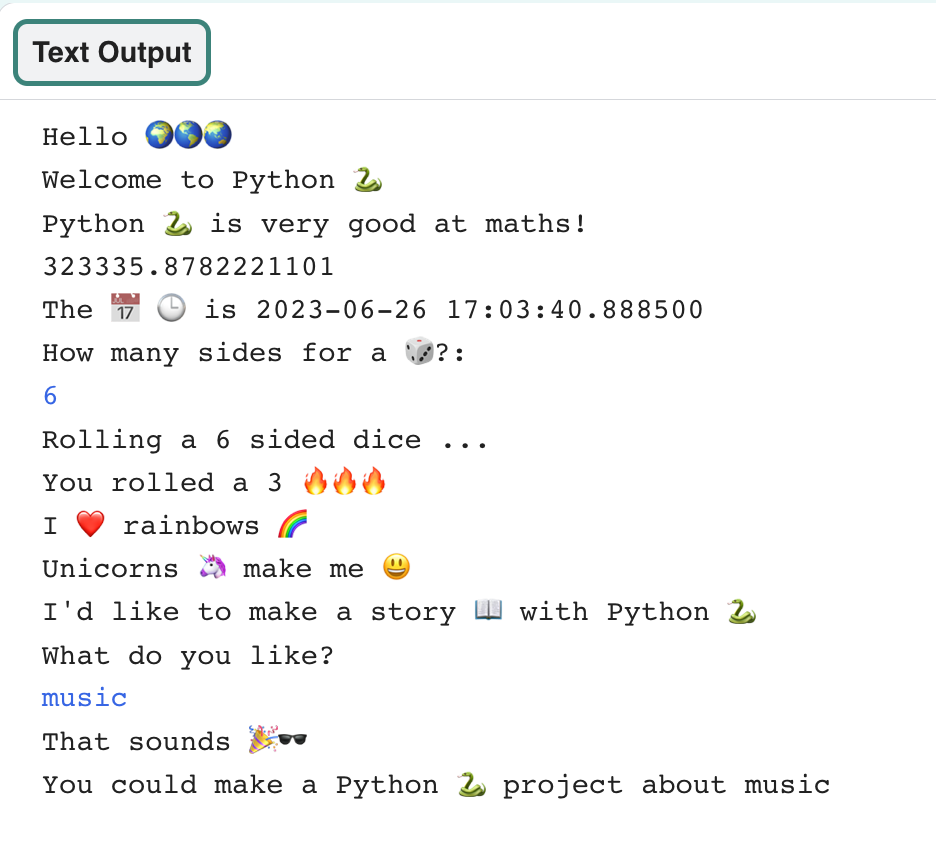 Text Output
Hello 🌍🌎🌏
Welcome to Python 🐍
Python 🐍 is very good at maths!
323335.8782221101
The 📅 🕒 is 2023-06-26 17:03:40.888500
How many sides for a 🎲?:
6
Rolling a 6 sided dice ...
You rolled a 3 🔥🔥🔥
I ❤️ rainbows 🌈
Unicorns 🦄 make me 😃
I'd like to make a story 📖 with Python 🐍
What do you like?
music
That sounds 🎉🕶️
You could make a Python 🐍 project about music